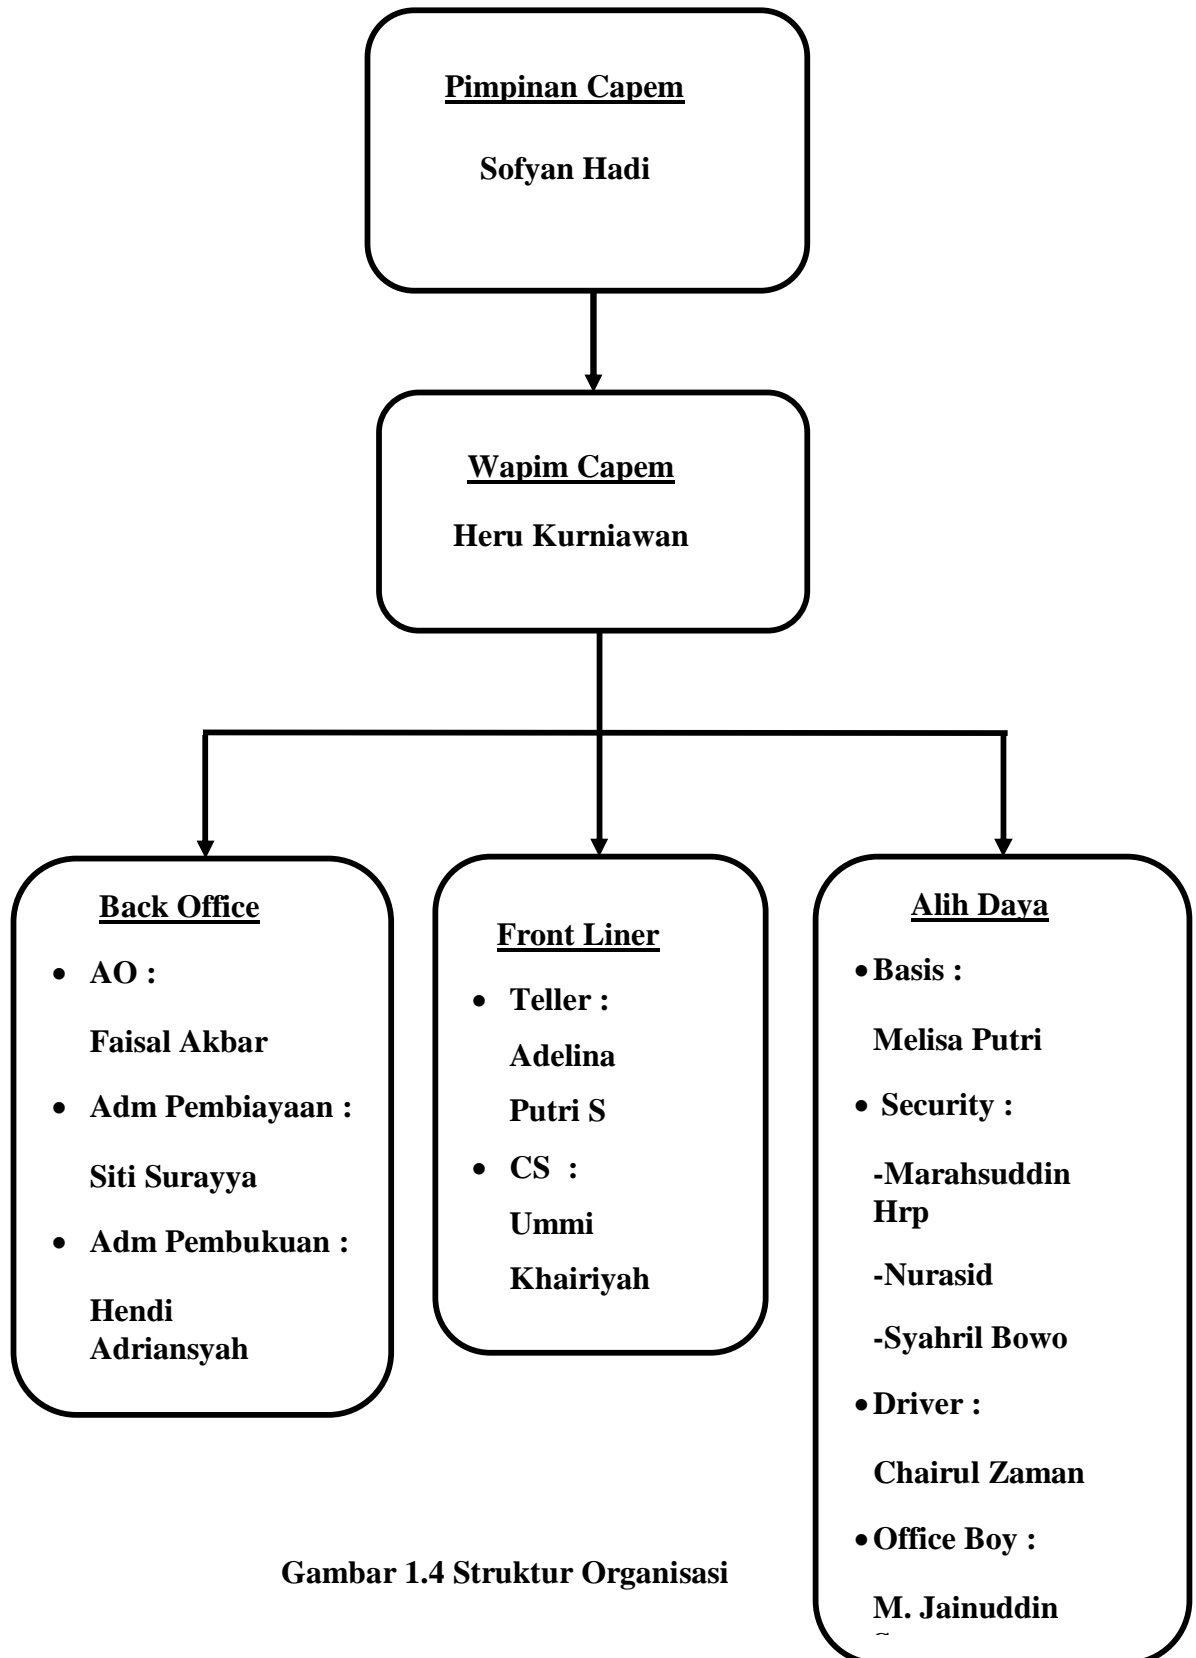 Pimpinan Capem
Sofyan Hadi
Wapim Capem
Heru Kurniawan
Back Office
• AO :
Faisal Akbar
• Adm Pembiayaan :
Siti Surayya
• Adm Pembukuan :
Hendi
Adriansyah
Front Liner
• Teller :
Adelina
Putri S
• CS :
Ummi
Khairiyah
Alih Daya
• Basis :
Melisa Putri
• Security :
-Marahsuddin
Hrp
-Nurasid
-Syahril Bowo
• Driver :
Chairul Zaman
• Office Boy :
M. Jainuddin
Gambar 1.4 Struktur Organisasi